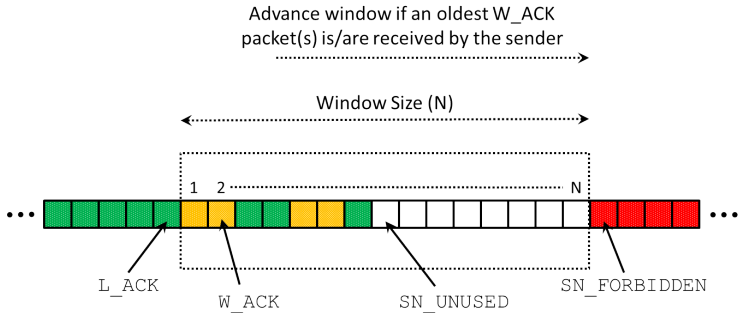 Advance window if an oldest W_ACK
packet(s) is/are received by the sender
Window Size (N)
1 2 N
L_ACK
W_ACK
SN_UNUSED
SN_FORBIDDEN